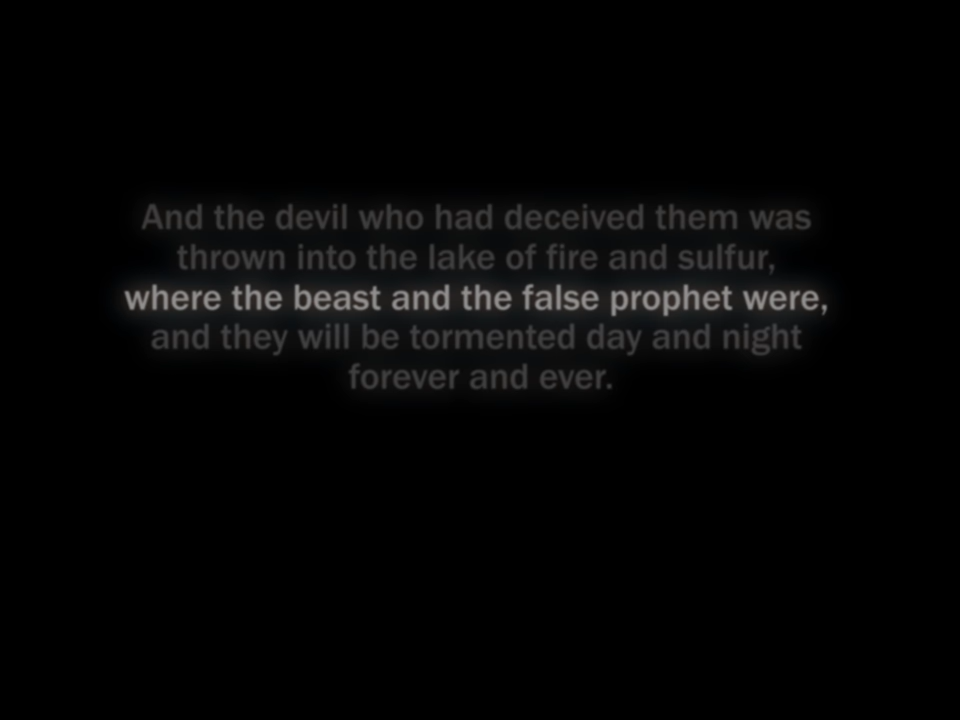 And the devil who had deceived them was
thrown into the lake of fire and sulfur,
where the beast and the false prophet were,
and they will be tormented day and night
forever and ever.